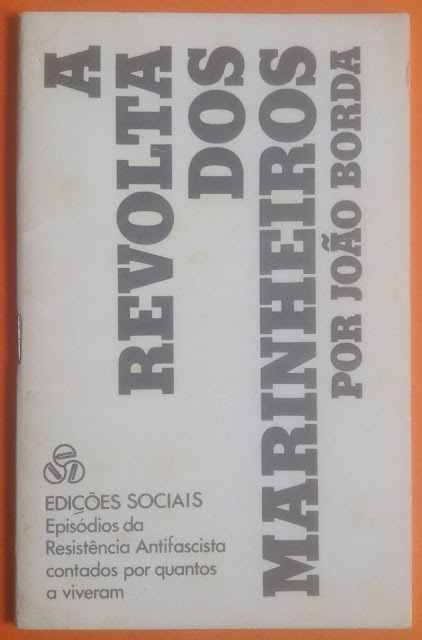 A
REVOLTA
DOS
MARINHEIROS
POR JOÃO BORDA
EDIÇÕES SOCIAIS
Episódios da
Resistência Antifascista
contados por quantos
a viveram